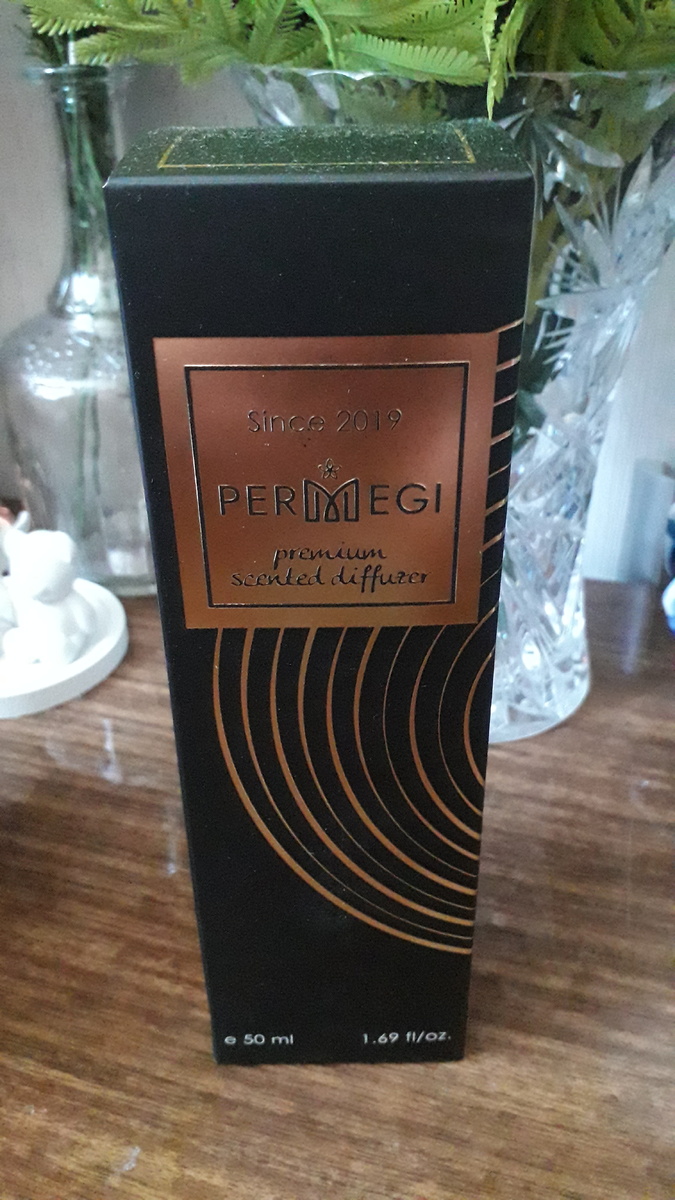 Since 2019
PERMEGI
premium
scented diffuzer
e 50 ml 1.69 fl/oz.